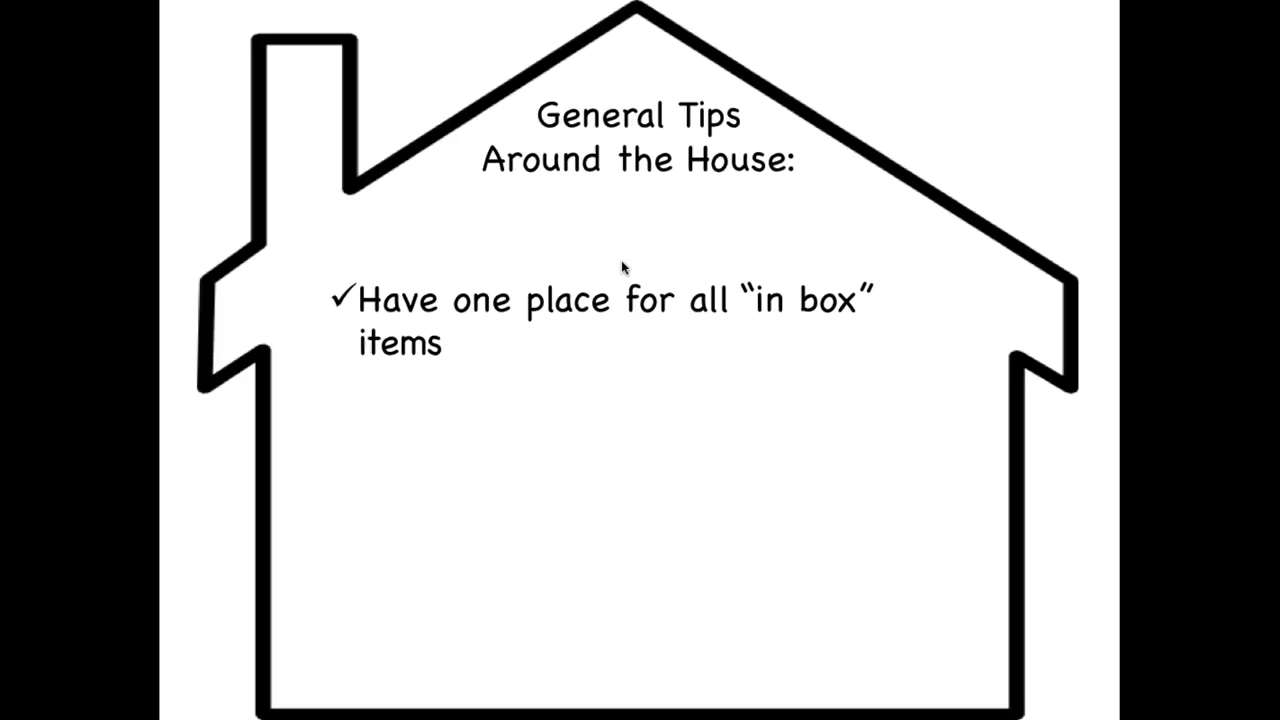 General Tips
Around the House:
✓Have one place for all “in box”
items